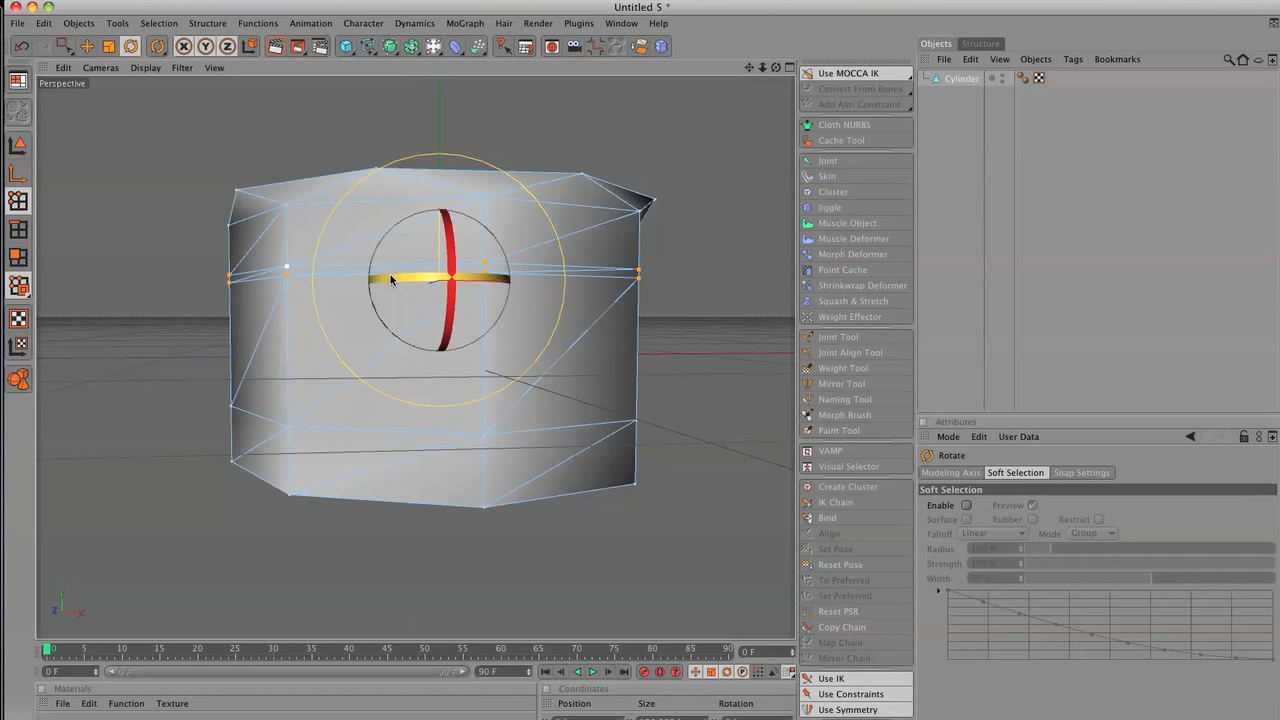 Untitled 5 *
File Edit Objects Tools Selection Structure Functions Animation Character Dynamics MoGraph Hair Render Plugins Window Help
Edit Cameras Display Filter View
Perspective
Use MOCCA IK
Convert From Bones
Add Aim Constraint
Cloth NURBS
Cache Tool
Joint
Skin
Cluster
Jiggle
Muscle Object
Muscle Deformer
Morph Deformer
Point Cache
Shrinkwrap Deformer
Squash & Stretch
Weight Effector
Joint Tool
Joint Align Tool
Weight Tool
Mirror Tool
Naming Tool
Morph Brush
Paint Tool
VAMP
Visual Selector
Create Cluster
IK Chain
Bind
Align
Set Pose
Reset Pose
To Preferred
Set Preferred
Reset PSR
Copy Chain
Map Chain
Mirror Chain
Use IK
Use Constraints
Use Symmetry
Objects Structure
File Edit View Objects Tags Bookmarks
Cylinder
Attributes
Mode Edit User Data
Rotate
Modeling Axis Soft Selection Snap Settings
Soft Selection
Enable Preview
Surface Rubber Restrict
Falloff Linear Mode Group
Radius 100 %
Strength 100 %
Width
Y
Z X
0 5 10 15 20 25 30 35 40 45 50 55 60 65 70 75 80 85 90 0 F
0 F 0 F 90 F 90 F
Materials
File Edit Function Texture
Coordinates
Position Size Rotation